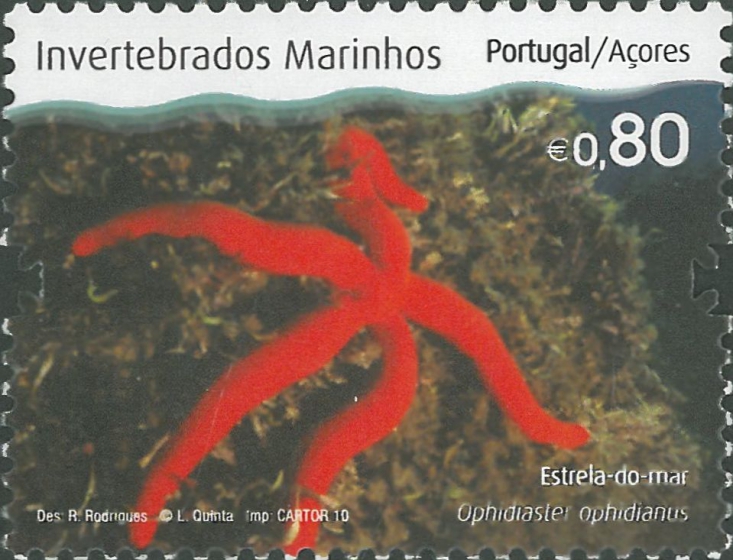 Invertebrados Marinhos
Portugal/Açores
€0,80
Estrela-do-mar
Ophidiaster ophidianus
Des: R. Rodrigues © L. Quinta Imp: CARTOR 10